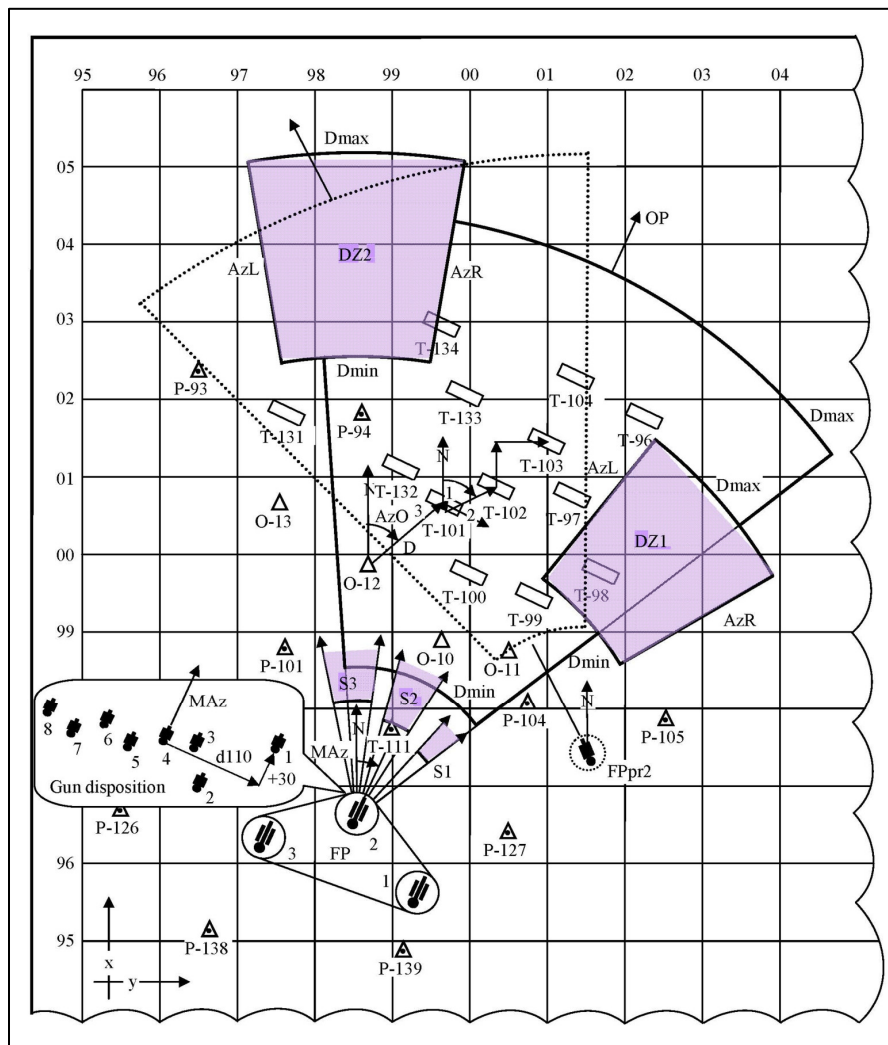 95 96 97 98 99 00 01 02 03 04
Dmax
05
OP
04
AzL
DZ2
AzR
03
T-134
Dmin
P-93
02
T-104
T-133
Dmax
T-131
P-94
T-96
N
T-103
AzL
01
N
T-132
1
Dmax
O-13
AzO
3
2
T-102
T-97
T-101
D
DZ1
00
O-12
T-100
T-98
T-99
AzR
99
O-10
O-11
P-101
Dmin
S3
S2
Dmin
P-104
N
P-105
MAz
N
8
7
6
5
4
3
1
d110
+30
2
Gun disposition
MAz
T-111
S1
FPpr2
P-126
FP
2
P-127
3
96
1
P-138
95
P-139
x
y